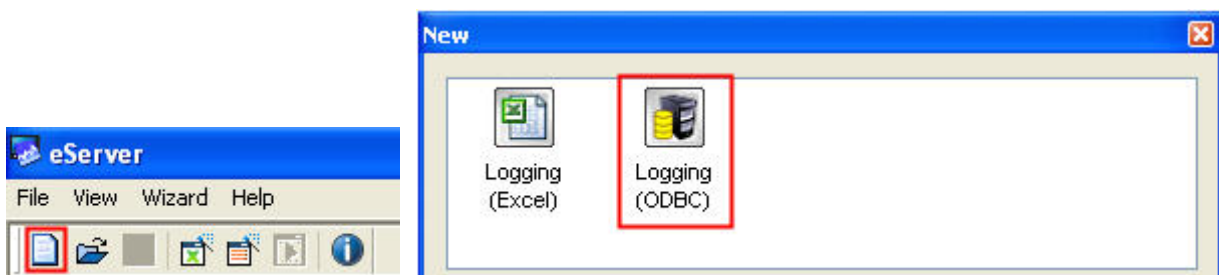 eServer
File View Wizard Help
New
Logging
(Excel)
Logging
(ODBC)